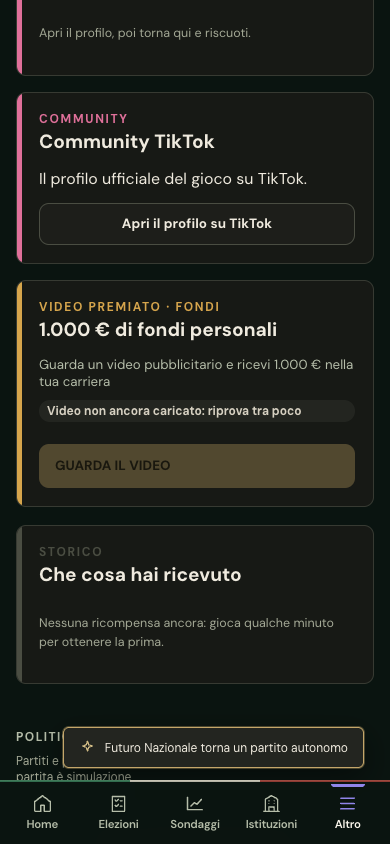 Apri il profilo, poi torna qui e riscuoti.
COMMUNITY
Community TikTok
Il profilo ufficiale del gioco su TikTok.
Apri il profilo su TikTok
VIDEO PREMIATO · FONDI
1.000 € di fondi personali
Guarda un video pubblicitario e ricevi 1.000 € nella
tua carriera
Video non ancora caricato: riprova tra poco
GUARDA IL VIDEO
STORICO
Che cosa hai ricevuto
Nessuna ricompensa ancora: gioca qualche minuto
per ottenere la prima.
POLITI
Futuro Nazionale torna un partito autonomo
Partiti e
partita è simulazione
Home
Elezioni
Sondaggi
Istituzioni
Altro